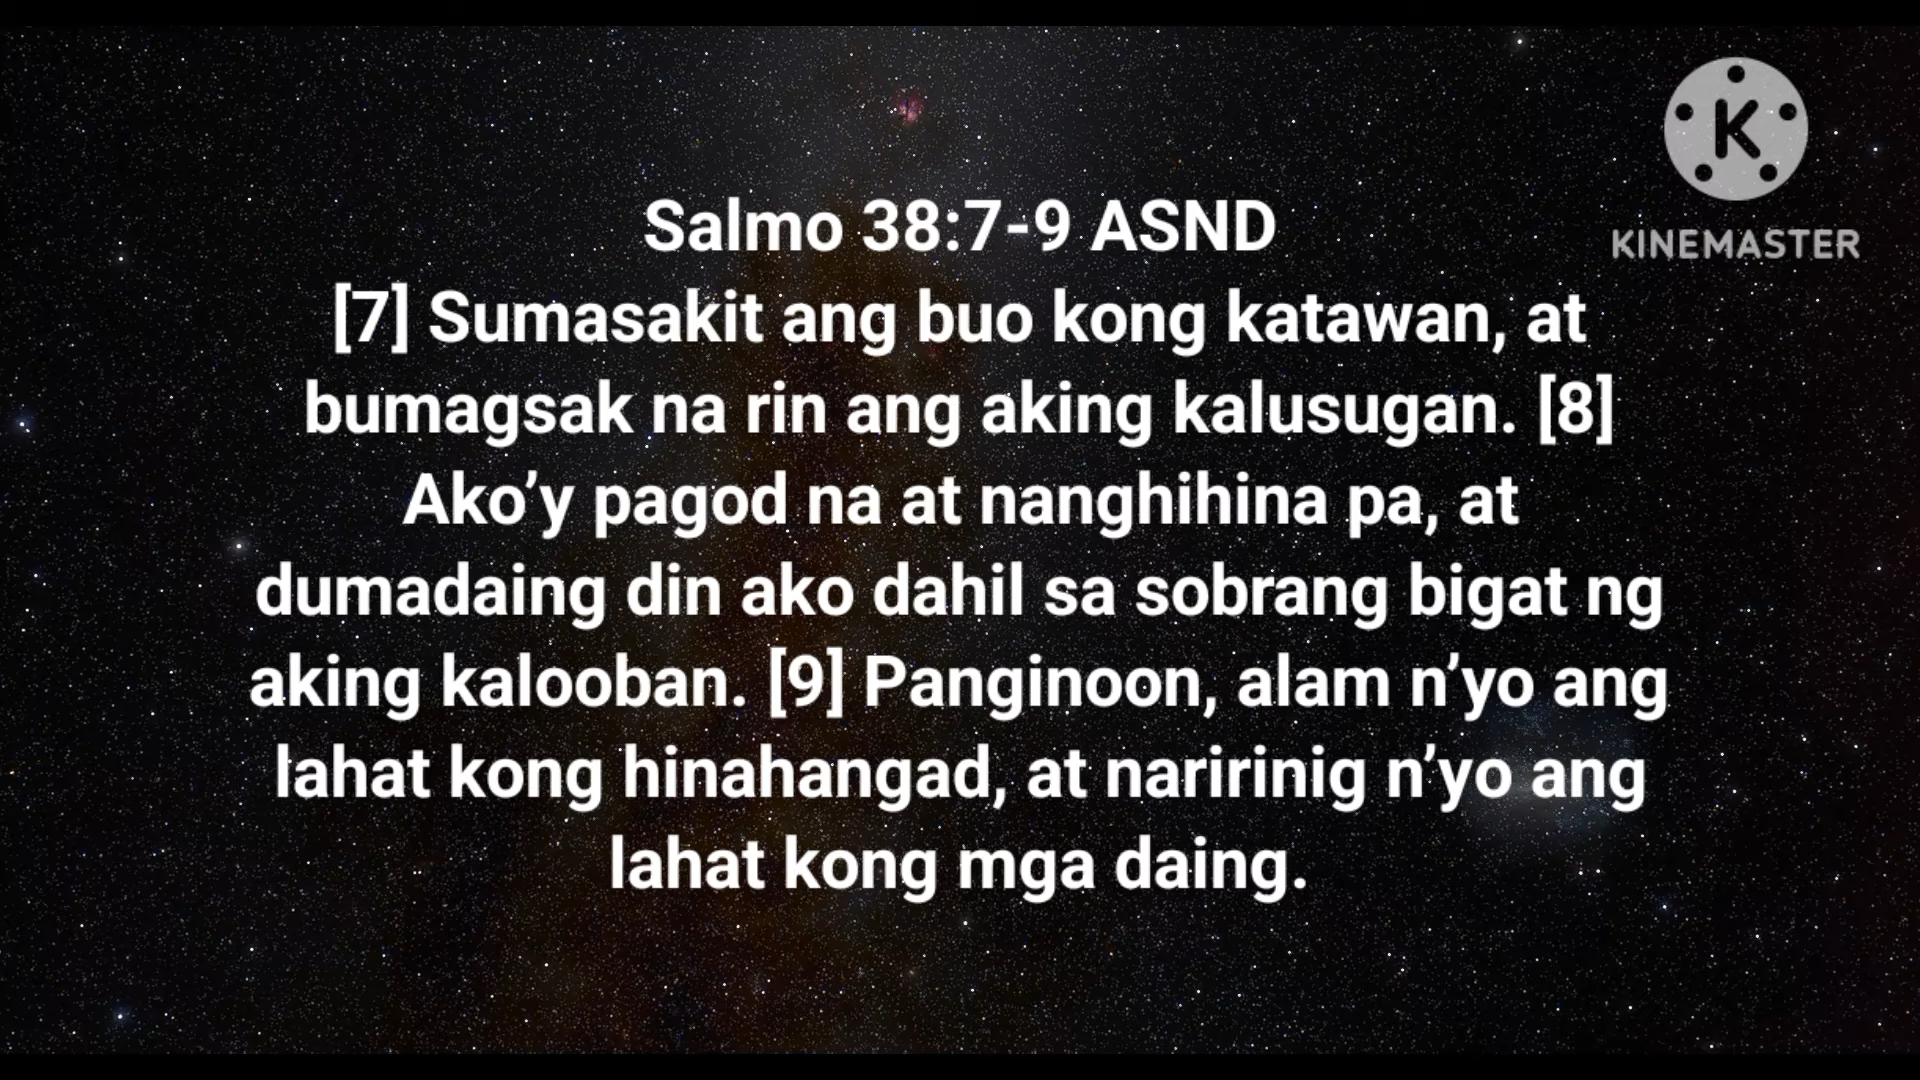 Salmo 38:7-9 ASND
[7] Sumasakit ang buo kong katawan, at
bumagsak na rin ang aking kalusugan. [8]
Ako’y pagod na at nanghihina pa, at
dumadaing din ako dahil sa sobrang bigat ng
aking kalooban. [9] Panginoon, alam n’yo ang
lahat kong hinahangad, at naririnig n’yo ang
lahat kong mga daing.
K
KINEMASTER